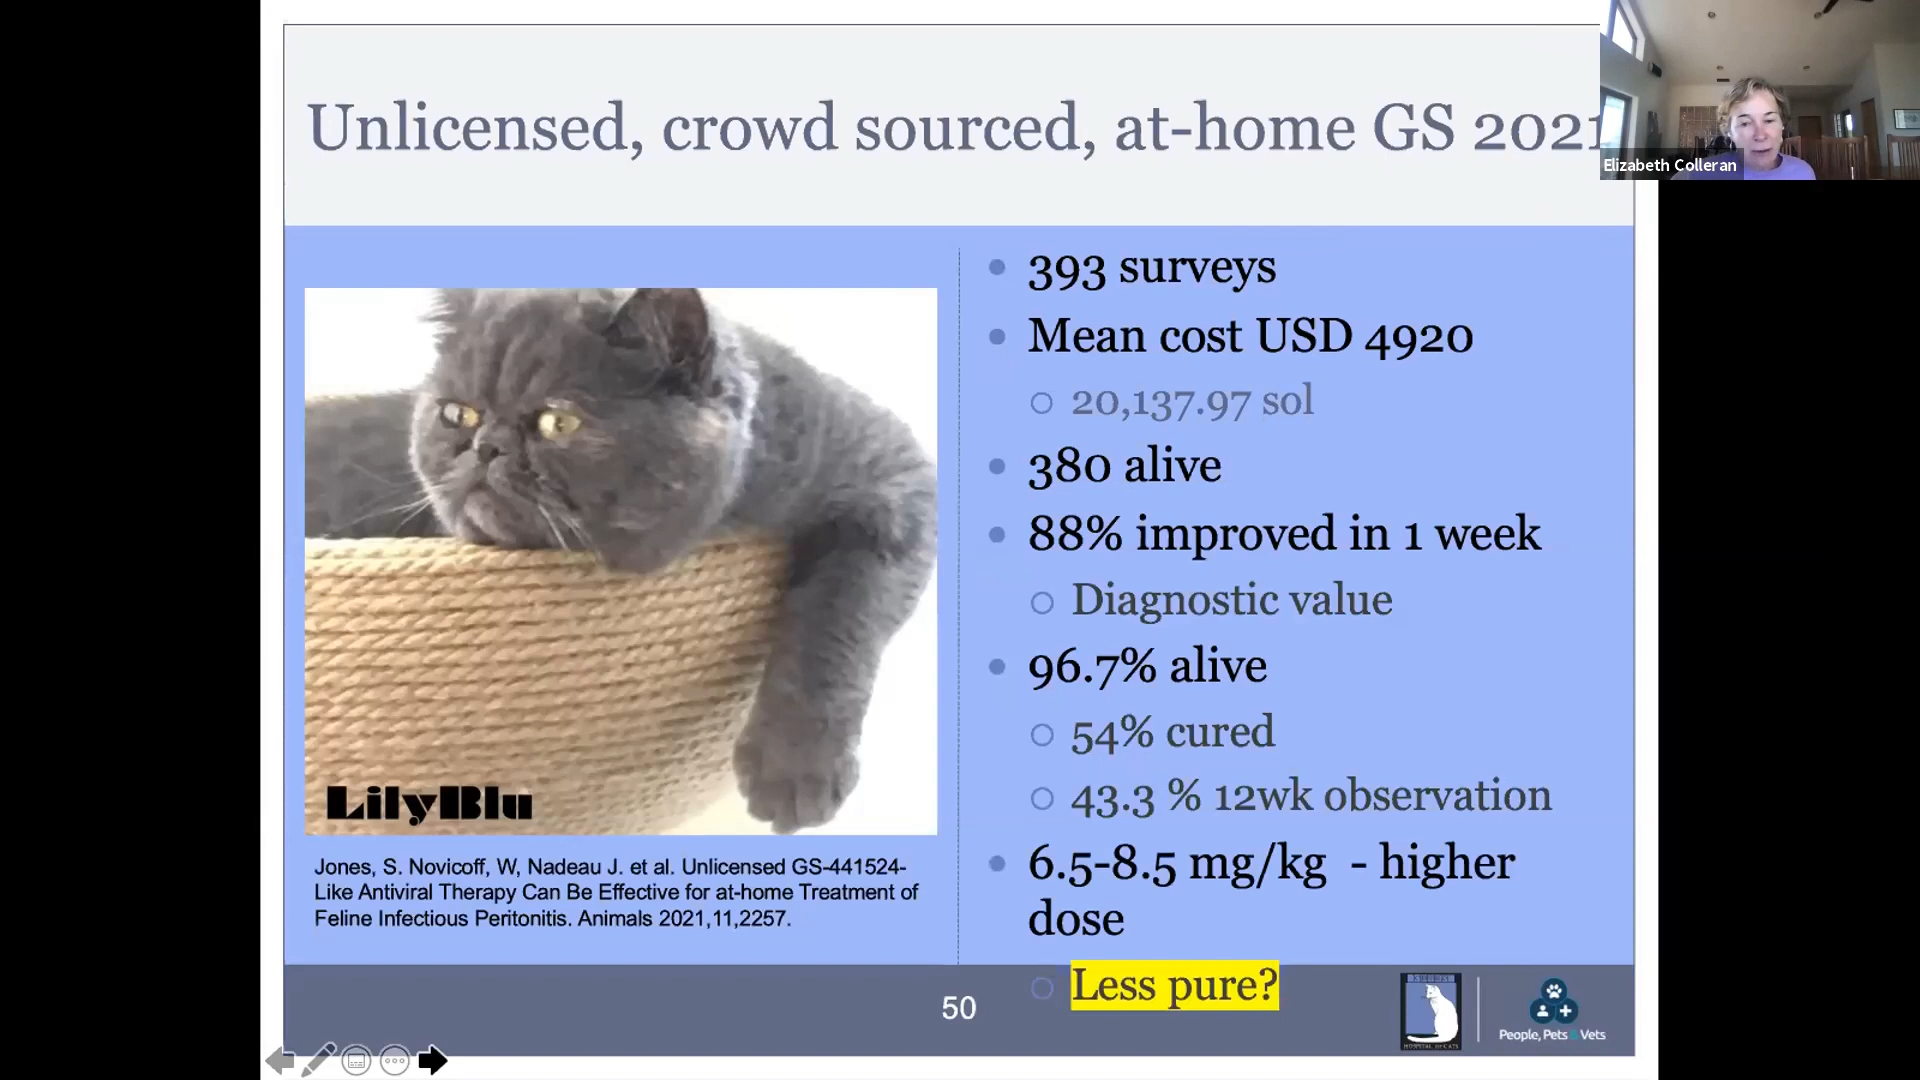 Unlicensed, crowd sourced, at-home GS 2021
Elizabeth Colleran
393 surveys
Mean cost USD 4920
20,137.97 sol
380 alive
88% improved in 1 week
Diagnostic value
96.7% alive
54% cured
43.3 % 12wk observation
6.5-8.5 mg/kg - higher
dose
Less pure?
LilyBlu
Jones, S. Novicoff, W, Nadeau J. et al. Unlicensed GS-441524-
Like Antiviral Therapy Can Be Effective for at-home Treatment of
Feline Infectious Peritonitis. Animals 2021,11,2257.
50
HOSPITAL for CATS
People, Pets & Vets